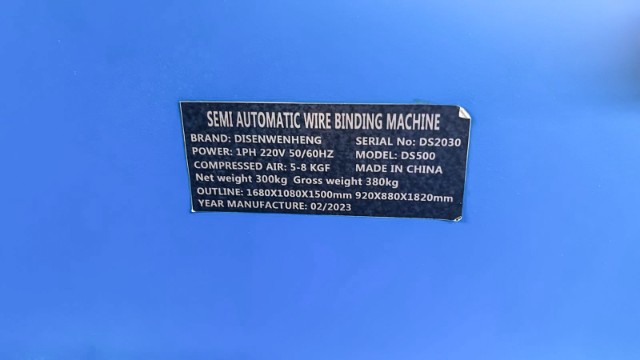 SEMI AUTOMATIC WIRE BINDING MACHINE
BRAND: DISENWENHENG SERIAL No: DS2030
POWER: 1PH 220V 50/60HZ MODEL: DS500
COMPRESSED AIR: 5-8 KGF MADE IN CHINA
Net weight 300kg Gross weight 380kg
OUTLINE: 1680X1080X1500mm 920X880X1820mm
YEAR MANUFACTURE: 02/2023